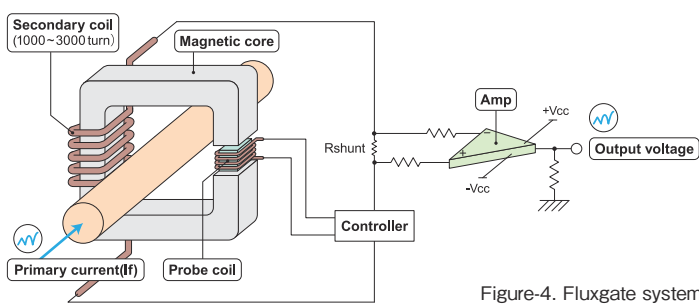 Secondary coil
(1000~3000turn)
Magnetic core
Amp
+Vcc
Rshunt
−
+
Output voltage
-Vcc
Controller
Primary current(If)
Probe coil
Figure-4. Fluxgate system